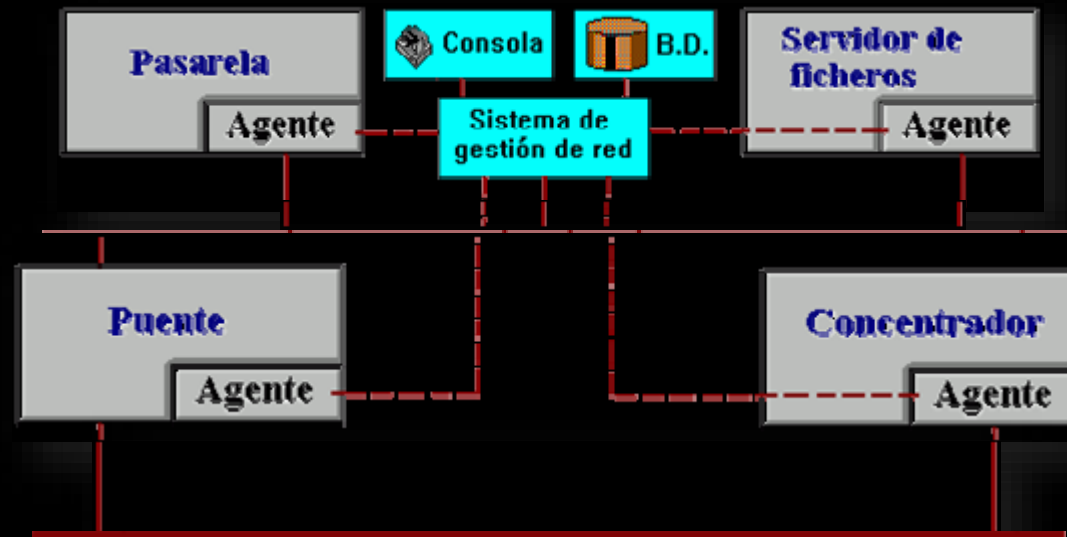 Pasarela
Agente
Consola
B.D.
Sistema de
gestión de red
Servidor de
ficheros
Agente
Puente
Agente
Concentrador
Agente